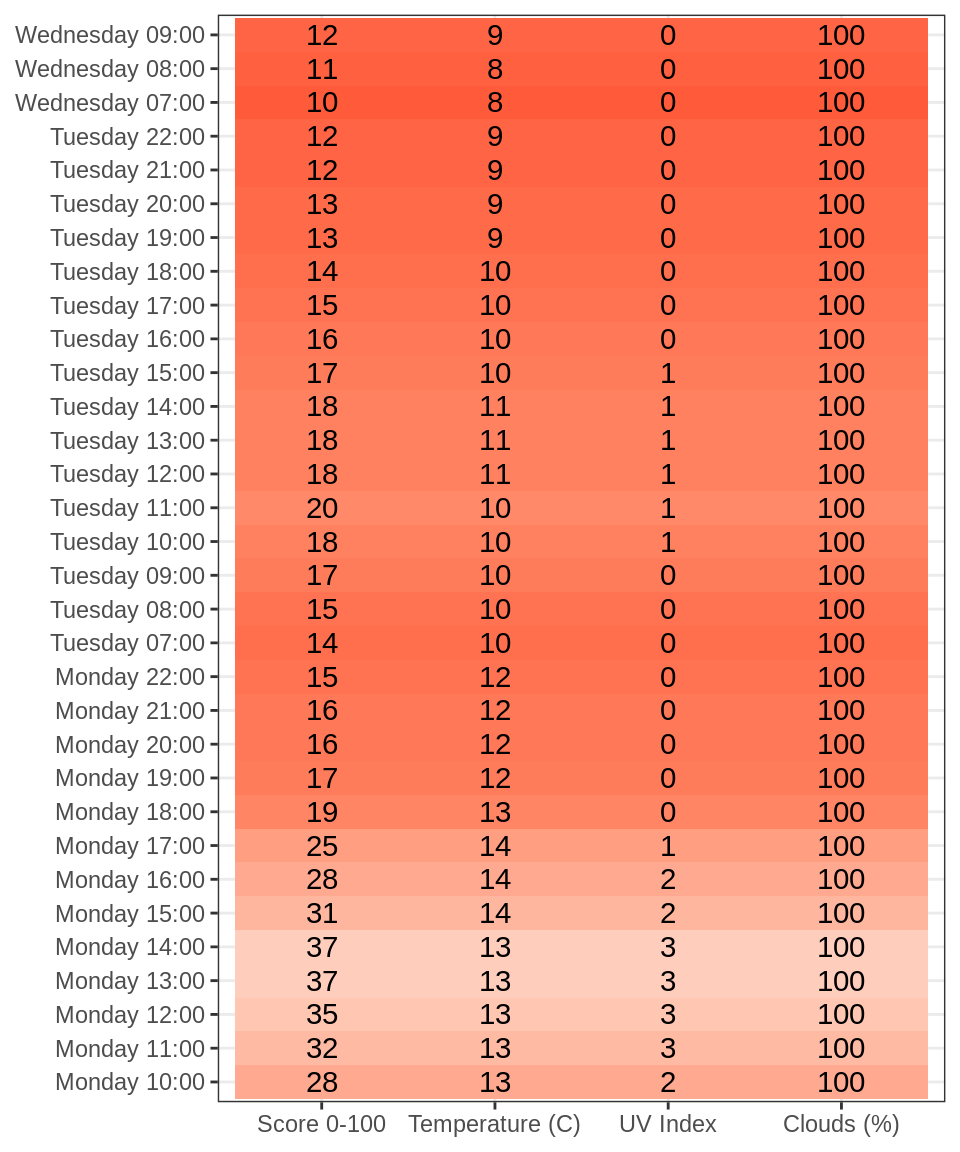 Wednesday 09:00 12 9 0 100
Wednesday 08:00 11 8 0 100
Wednesday 07:00 10 8 0 100
Tuesday 22:00 12 9 0 100
Tuesday 21:00 12 9 0 100
Tuesday 20:00 13 9 0 100
Tuesday 19:00 13 9 0 100
Tuesday 18:00 14 10 0 100
Tuesday 17:00 15 10 0 100
Tuesday 16:00 16 10 0 100
Tuesday 15:00 17 10 1 100
Tuesday 14:00 18 11 1 100
Tuesday 13:00 18 11 1 100
Tuesday 12:00 18 11 1 100
Tuesday 11:00 20 10 1 100
Tuesday 10:00 18 10 1 100
Tuesday 09:00 17 10 0 100
Tuesday 08:00 15 10 0 100
Tuesday 07:00 14 10 0 100
Monday 22:00 15 12 0 100
Monday 21:00 16 12 0 100
Monday 20:00 16 12 0 100
Monday 19:00 17 12 0 100
Monday 18:00 19 13 0 100
Monday 17:00 25 14 1 100
Monday 16:00 28 14 2 100
Monday 15:00 31 14 2 100
Monday 14:00 37 13 3 100
Monday 13:00 37 13 3 100
Monday 12:00 35 13 3 100
Monday 11:00 32 13 3 100
Monday 10:00 28 13 2 100
Score 0-100 Temperature (C) UV Index Clouds (%)